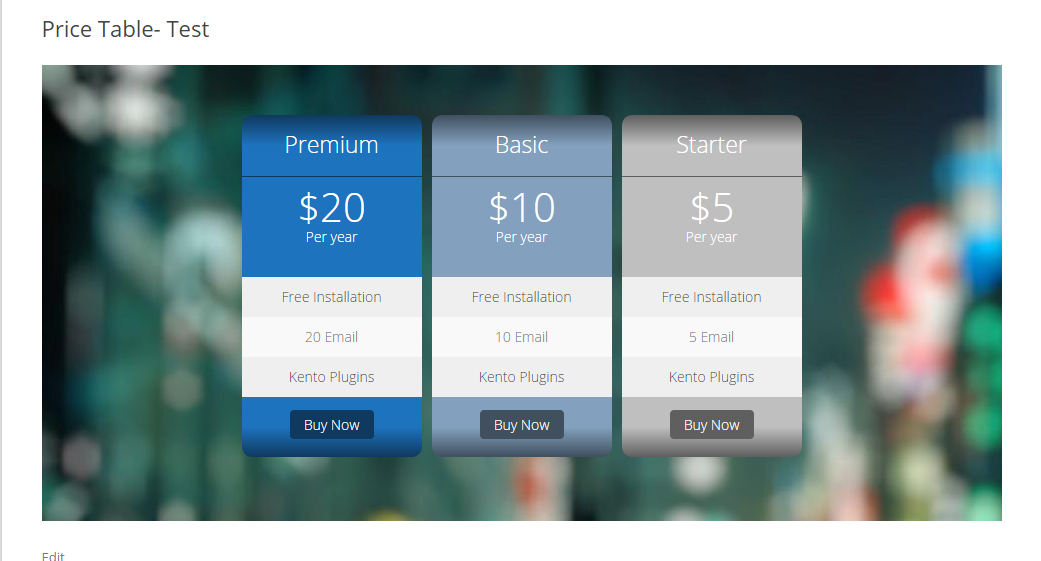 Price Table- Test
Premium
$20
Per year
Free Installation
20 Email
Kento Plugins
Buy Now
Basic
$10
Per year
Free Installation
10 Email
Kento Plugins
Buy Now
Starter
$5
Per year
Free Installation
5 Email
Kento Plugins
Buy Now
Edit